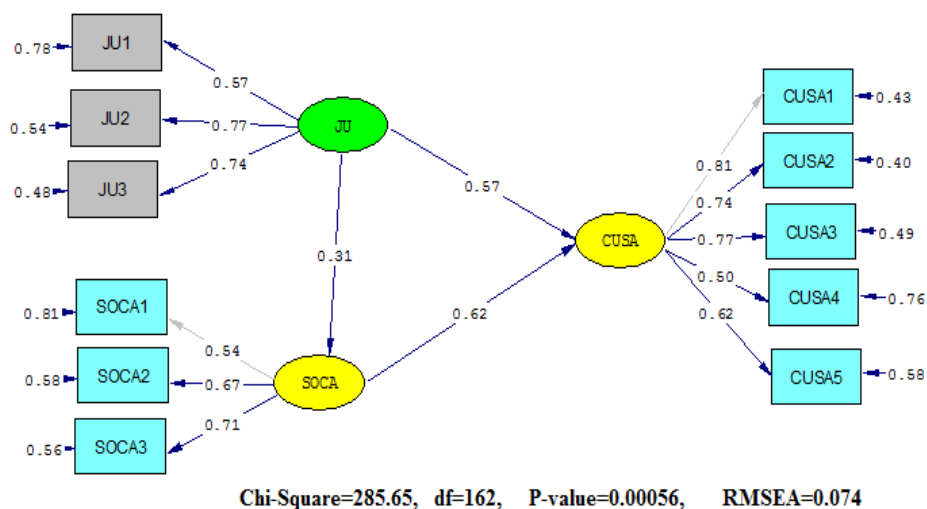 JU1
0.78
0.57
JU2
0.54
0.77
JU3
0.48
0.74
JU
0.57
0.31
CUSA
0.62
SOCA1
0.81
0.54
SOCA2
0.58
0.67
SOCA3
0.56
0.71
SOCA
CUSA1
0.43
0.81
CUSA2
0.40
0.74
CUSA3
0.49
0.77
CUSA4
0.76
0.50
CUSA5
0.58
0.62
Chi-Square=285.65, df=162, P-value=0.00056, RMSEA=0.074